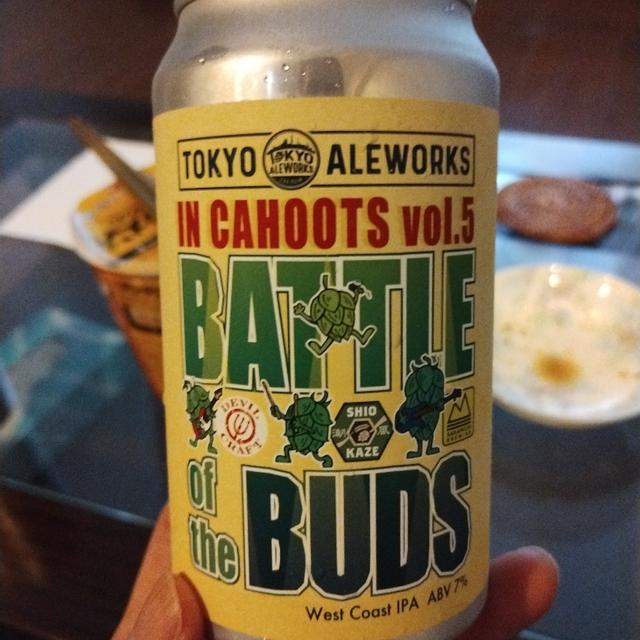 TOKYO TOKYO ALEWORKS ALEWORKS
IN CAHOOTS vol.5
BATTLE
DEVIL CRAFT
SHIO
KAZE
of
the
BUDS
West Coast IPA ABV 7%